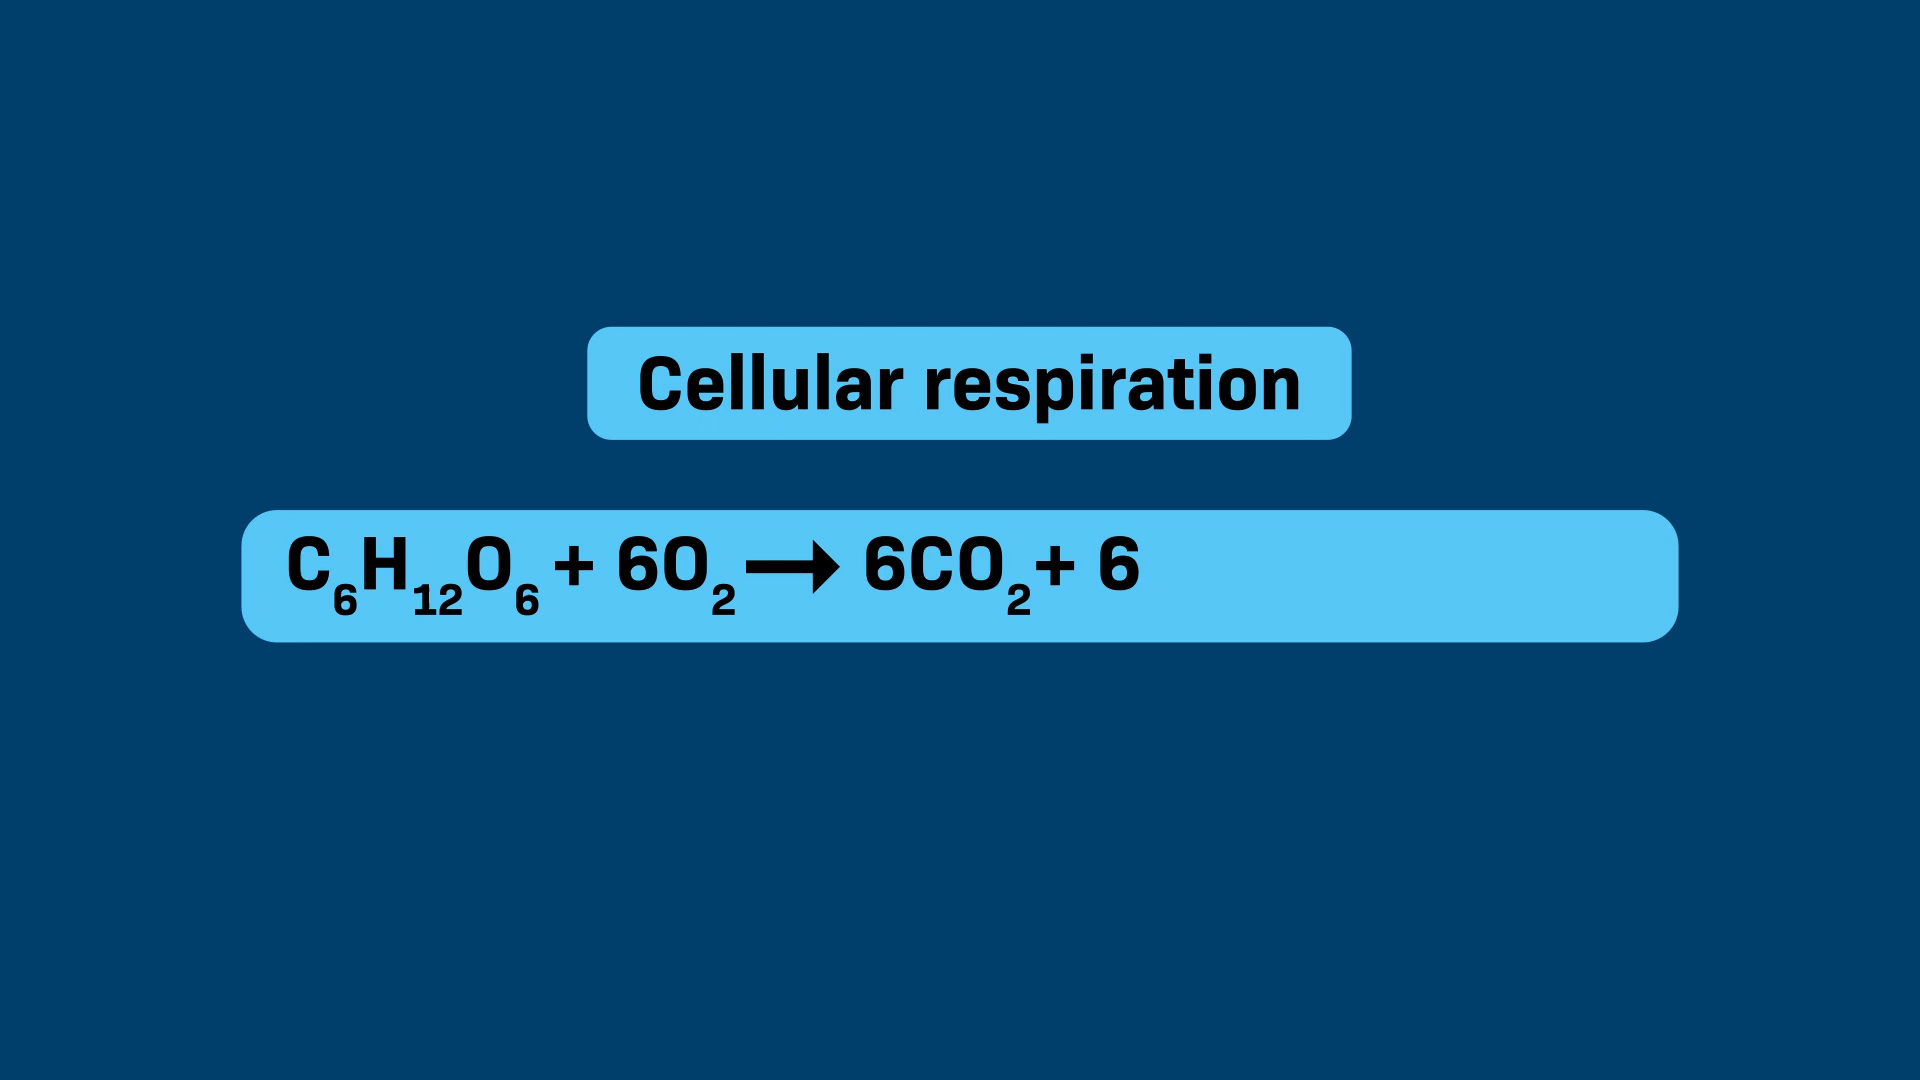 Cellular respiration
C₆H₁₂O₆ + 6O₂ → 6CO₂ + 6